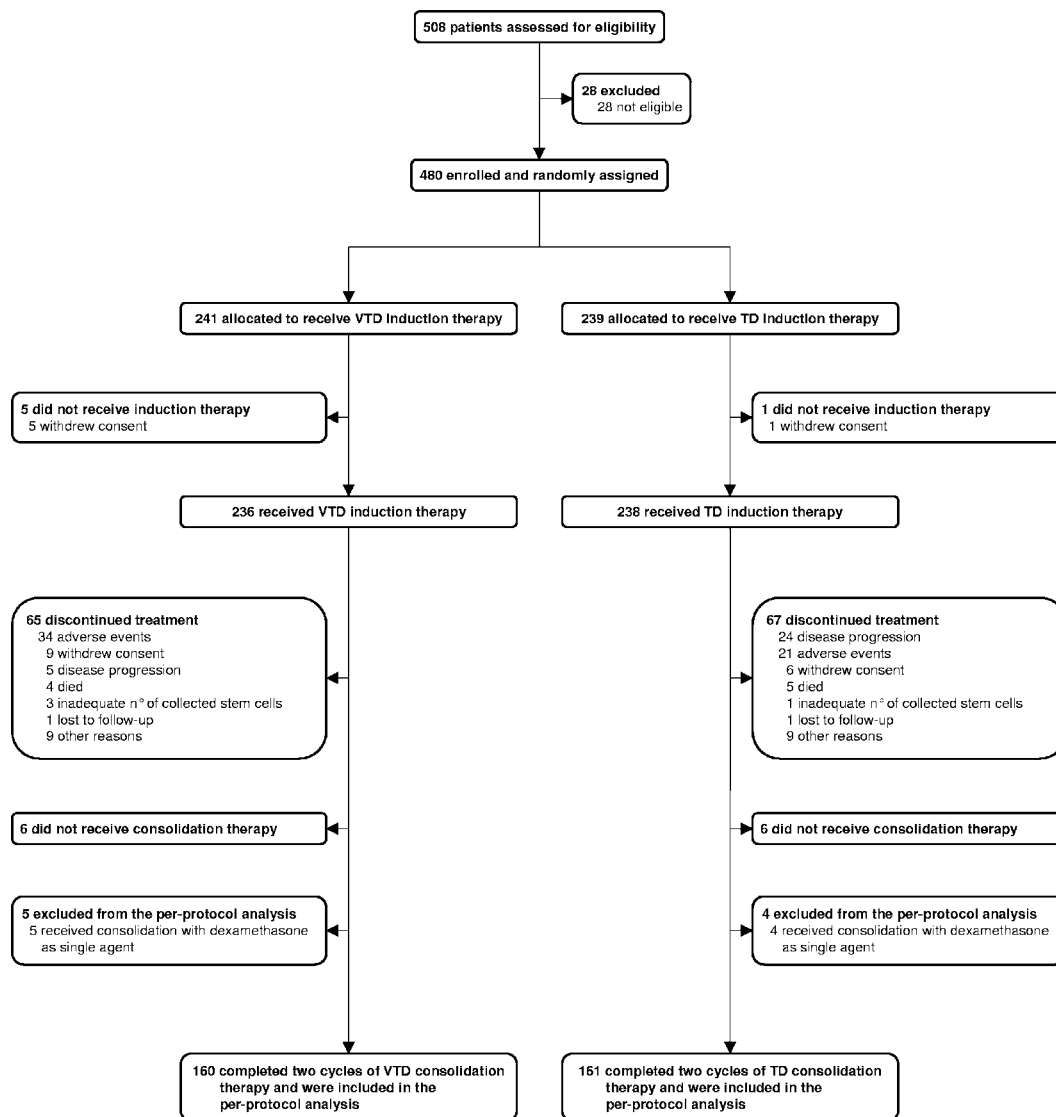 508 patients assessed for eligibility
28 excluded
28 not eligible
480 enrolled and randomly assigned
241 allocated to receive VTD induction therapy
239 allocated to receive TD induction therapy
5 did not receive induction therapy
5 withdrew consent
1 did not receive induction therapy
1 withdrew consent
236 received VTD induction therapy
238 received TD induction therapy
65 discontinued treatment
34 adverse events
9 withdrew consent
5 disease progression
4 died
3 inadequate n° of collected stem cells
1 lost to follow-up
9 other reasons
67 discontinued treatment
24 disease progression
21 adverse events
6 withdrew consent
5 died
1 inadequate n° of collected stem cells
1 lost to follow-up
9 other reasons
6 did not receive consolidation therapy
6 did not receive consolidation therapy
5 excluded from the per-protocol analysis
5 received consolidation with dexamethasone
as single agent
4 excluded from the per-protocol analysis
4 received consolidation with dexamethasone
as single agent
160 completed two cycles of VTD consolidation
therapy and were included in the
per-protocol analysis
161 completed two cycles of TD consolidation
therapy and were included in the
per-protocol analysis